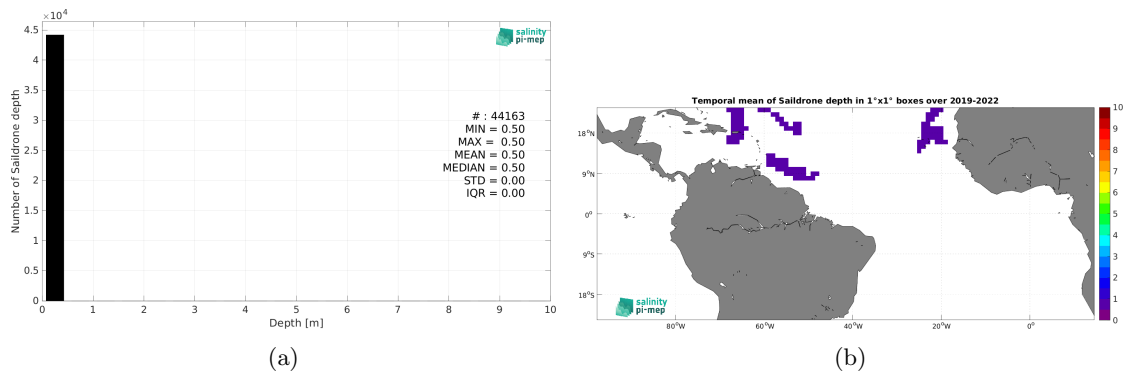 ×10⁴
4.5
4
3.5
3
2.5
2
1.5
1
0.5
0
Number of Saildrone depth
salinity
pi-mep
# : 44163
MIN = 0.50
MAX = 0.50
MEAN = 0.50
MEDIAN = 0.50
STD = 0.00
IQR = 0.00
0 1 2 3 4 5 6 7 8 9 10
Depth [m]
(a)
Temporal mean of Saildrone depth in 1°x1° boxes over 2019-2022
18°N
9°N
0°
9°S
18°S
salinity
pi-mep
80°W 60°W 40°W 20°W 0°
10
9
8
7
6
5
4
3
2
1
0
(b)